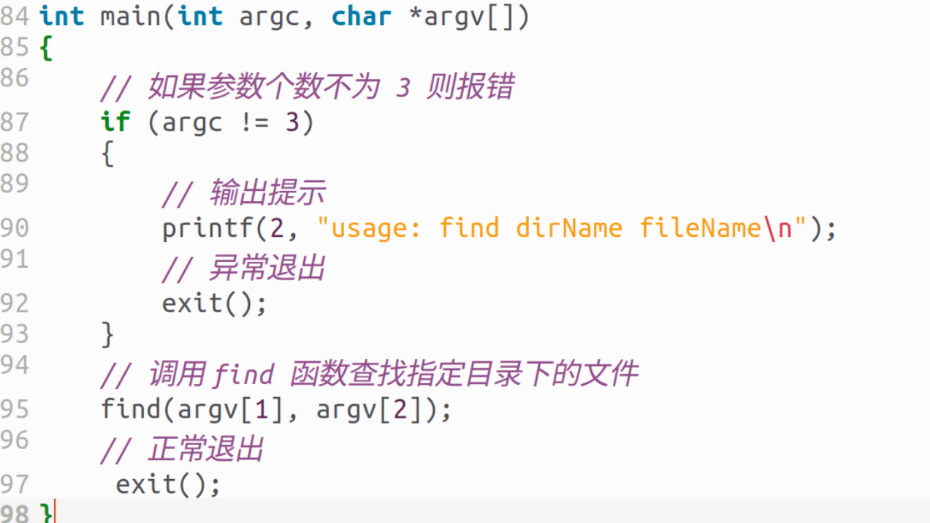 84 int main(int argc, char *argv[])
85 {
86 // 如果参数个数不为 3 则报错
87 if (argc != 3)
88 {
89 // 输出提示
90 printf(2, "usage: find dirName fileName\n");
91 // 异常退出
92 exit();
93 }
94 // 调用 find 函数查找指定目录下的文件
95 find(argv[1], argv[2]);
96 // 正常退出
97 exit();
98 }